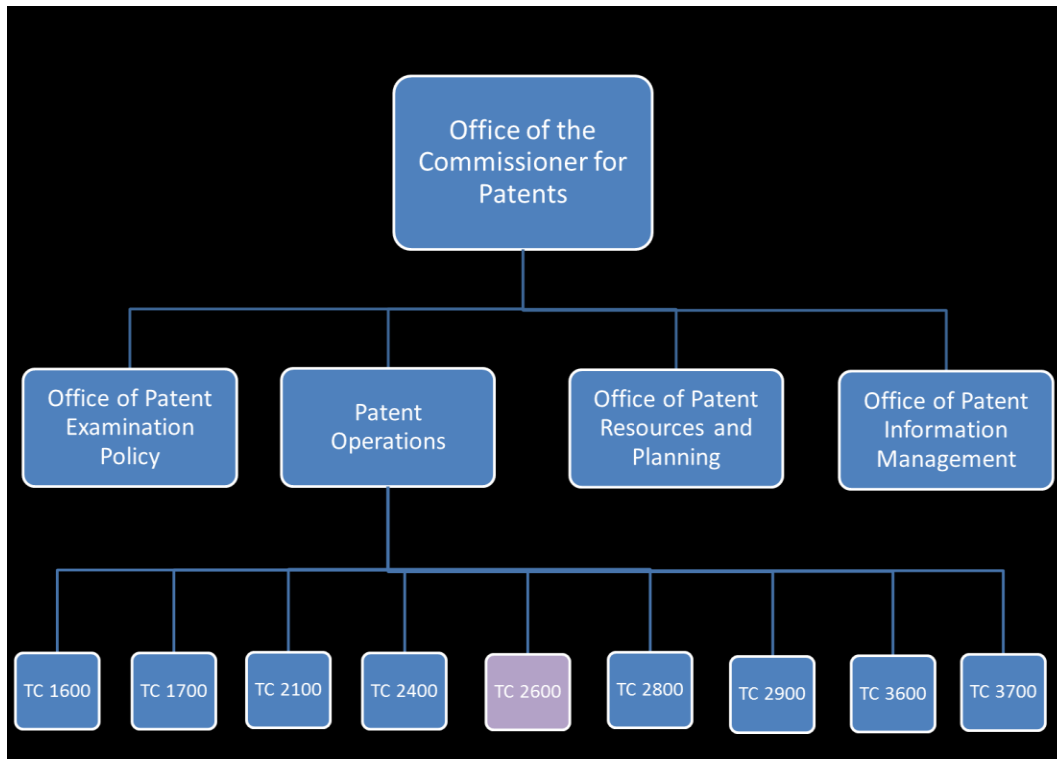 Office of the
Commissioner for
Patents
Office of Patent
Examination
Policy
Patent
Operations
Office of Patent
Resources and
Planning
Office of Patent
Information
Management
TC 1600
TC 1700
TC 2100
TC 2400
TC 2600
TC 2800
TC 2900
TC 3600
TC 3700